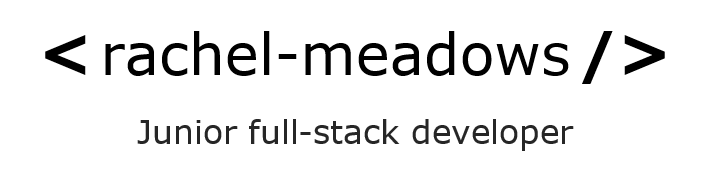 < rachel-meadows />
Junior full-stack developer